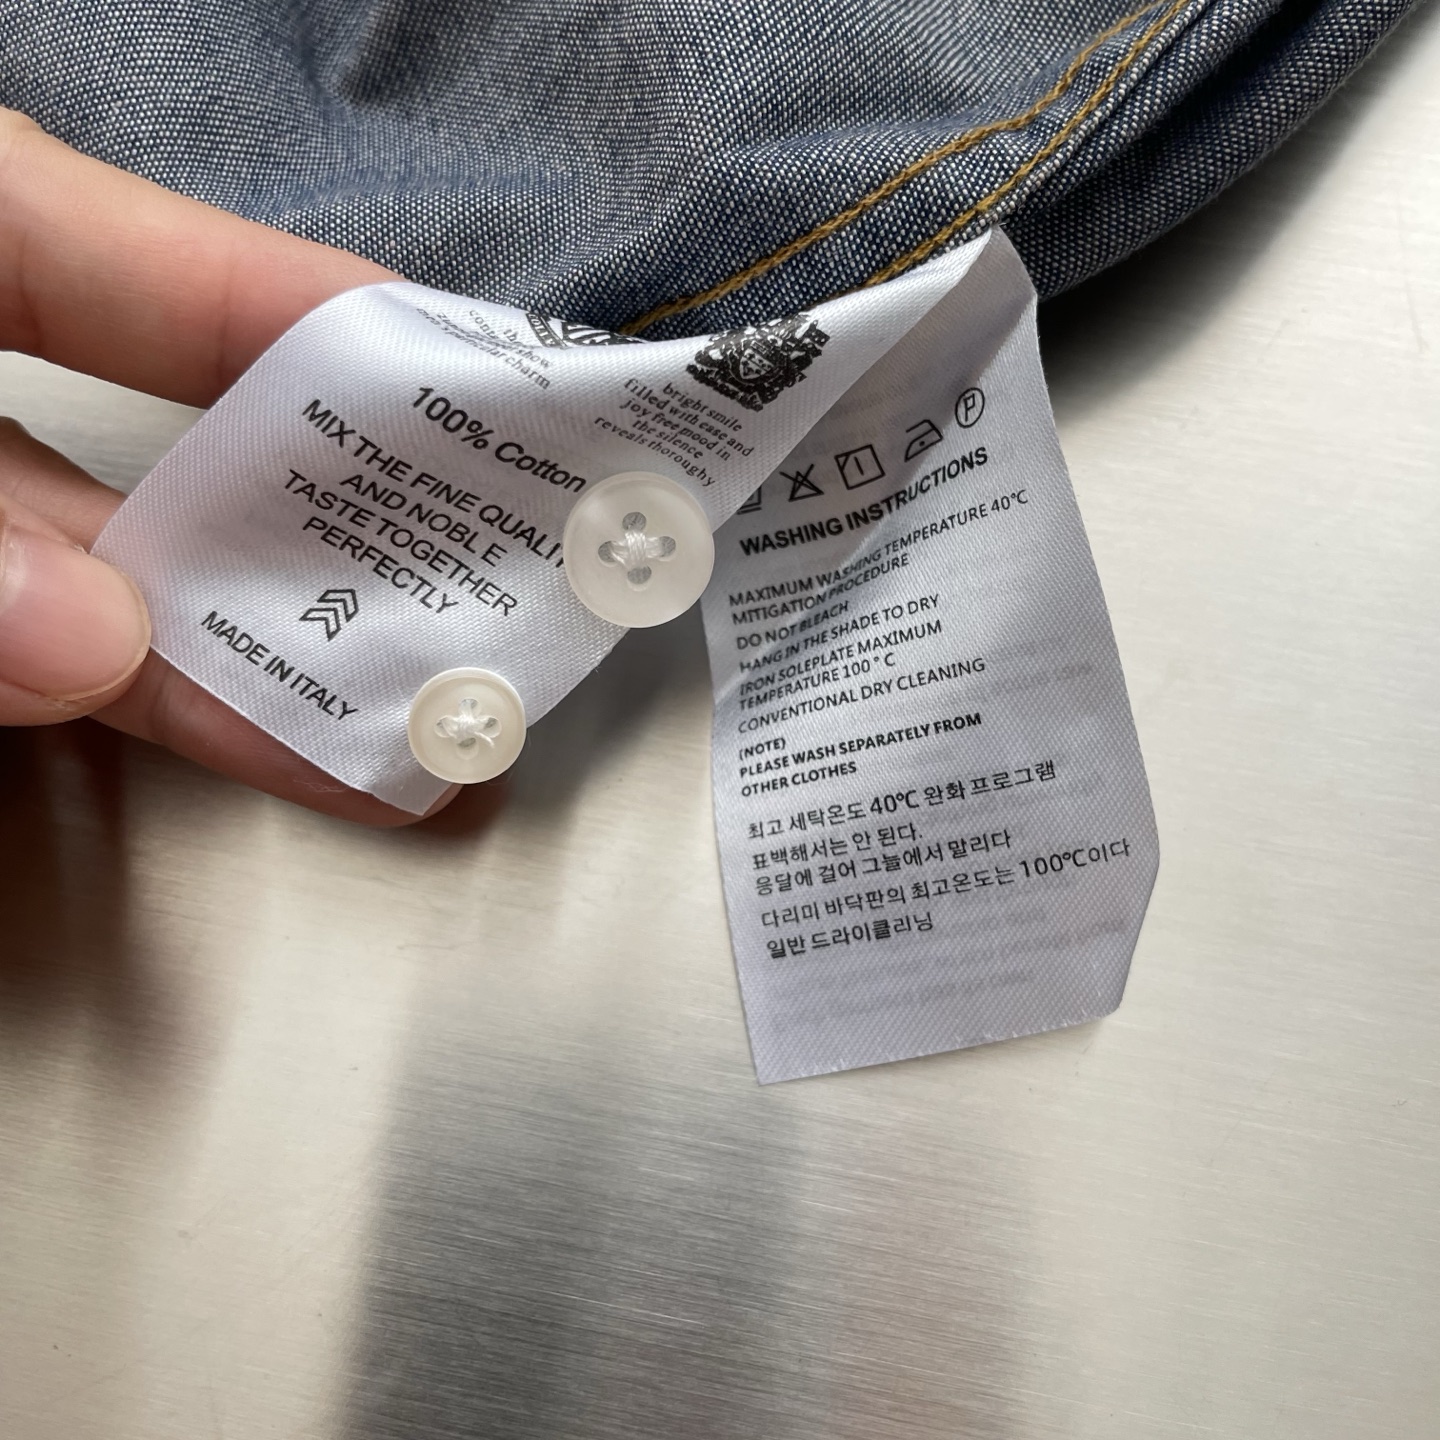 the show
charm
bright smile
filled with ease and
joy free mood in
the silence
reveals thoroughy
100% Cotton
MIX THE FINE
AND NOBLE
TASTE TOGETHER
PERFECTLY
MADE IN ITALY
P
WASHING INSTRUCTIONS
MAXIMUM WASHING TEMPERATURE 40℃
MITIGATION PROCEDURE
DO NOT BLEACH
HANG IN THE SHADE TO DRY
IRON SOLEPLATE MAXIMUM
TEMPERATURE 100°C
CONVENTIONAL DRY CLEANING
(NOTE)
PLEASE WASH SEPARATELY FROM
OTHER CLOTHES
최고 세탁온도 40℃ 완화 프로그램
표백해서는 안 된다.
응달에 걸어 그늘에서 말리다
다리미 바닥판의 최고온도는 100℃이다
일반 드라이클리닝